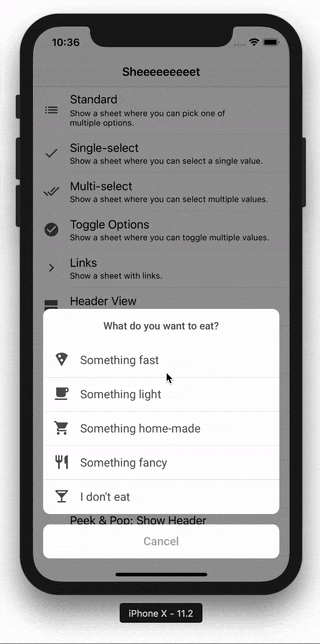 10:36
Sheeeeeeeeet
Standard
Show a sheet where you can pick one of
multiple options.
Single-select
Show a sheet where you can select a single value.
Multi-select
Show a sheet where you can select multiple values.
Toggle Options
Show a sheet where you can toggle multiple options.
Links
Show a sheet with links.
Header View
What do you want to eat?
Something fast
Something light
Something home-made
Something fancy
I don't eat
Peek & Pop: Show Header
Cancel
iPhone X - 11.2